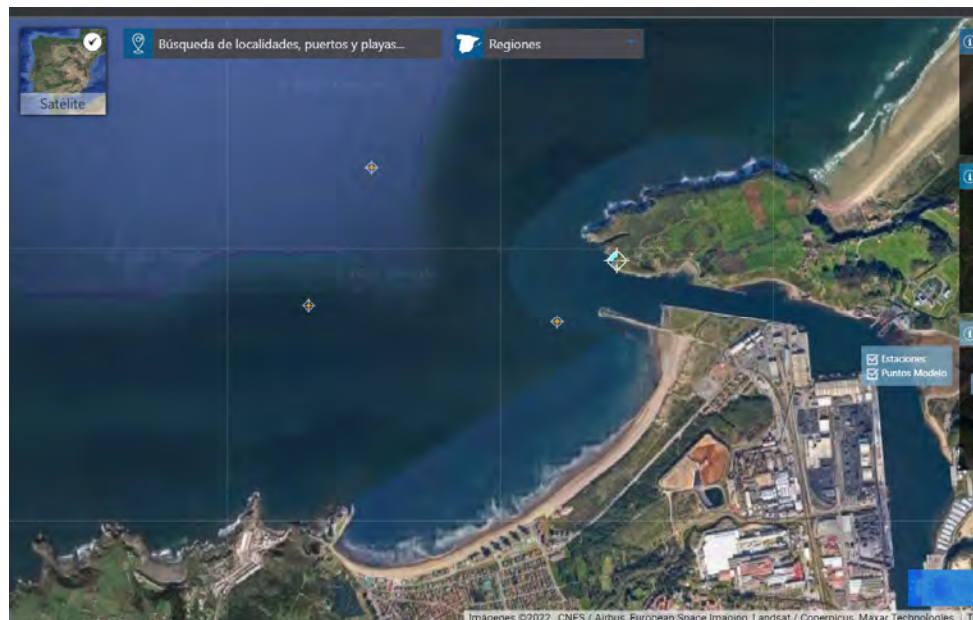 Búsqueda de localidades, puertos y playas...
Regiones
Satélite
Estaciones
Puntos Modelo
Imágenes ©2022 , CNES / Airbus, European Space Imaging, Landsat / Copernicus, Maxar Technologies